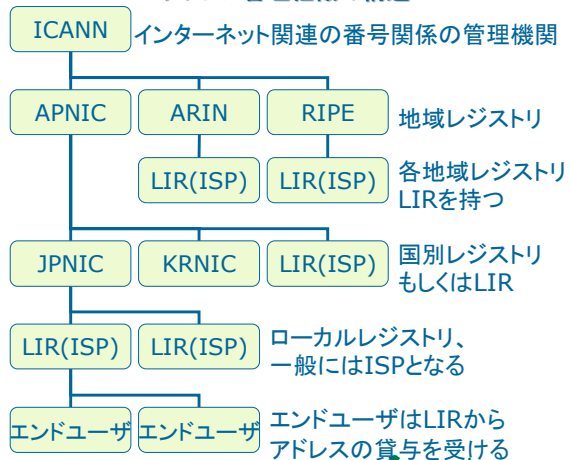 ICANN インターネット関連の番号関係の管理機関
APNIC ARIN RIPE 地域レジストリ
LIR(ISP) LIR(ISP) 各地域レジストリ
LIRを持つ
JPNIC KRNIC LIR(ISP) 国別レジストリ
もしくはLIR
LIR(ISP) LIR(ISP) ローカルレジストリ、
一般にはISPとなる
エンドユーザ エンドユーザ エンドユーザはLIRから
アドレスの貸与を受ける